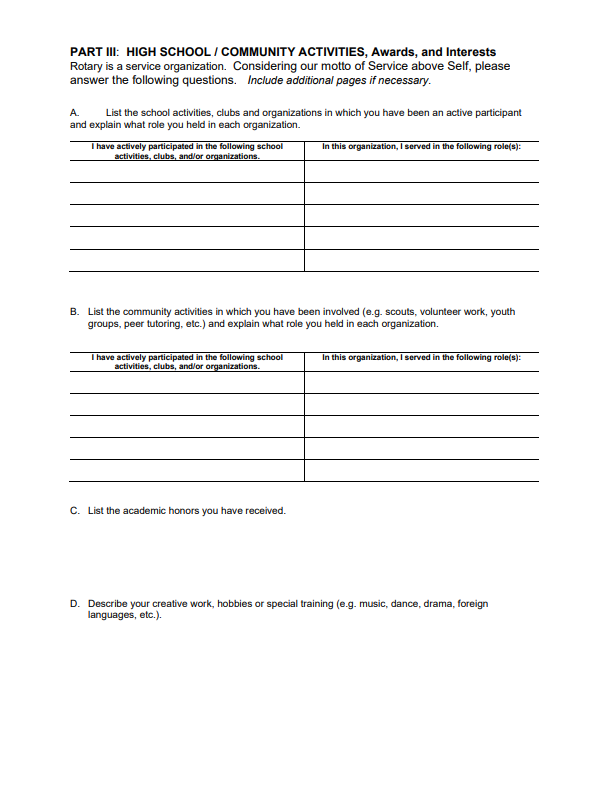 PART III:  HIGH SCHOOL / COMMUNITY ACTIVITIES, Awards, and Interests
Rotary is a service organization.  Considering our motto of Service above Self, please
answer the following questions.   Include additional pages if necessary.
A.        List the school activities, clubs and organizations in which you have been an active participant
and explain what role you held in each organization.
I have actively participated in the following school
activities, clubs, and/or organizations.
In this organization, I served in the following role(s):
B.   List the community activities in which you have been involved (e.g. scouts, volunteer work, youth
groups, peer tutoring, etc.) and explain what role you held in each organization.
I have actively participated in the following school
activities, clubs, and/or organizations.
In this organization, I served in the following role(s):
C.   List the academic honors you have received.
D.   Describe your creative work, hobbies or special training (e.g. music, dance, drama, foreign
languages, etc.).